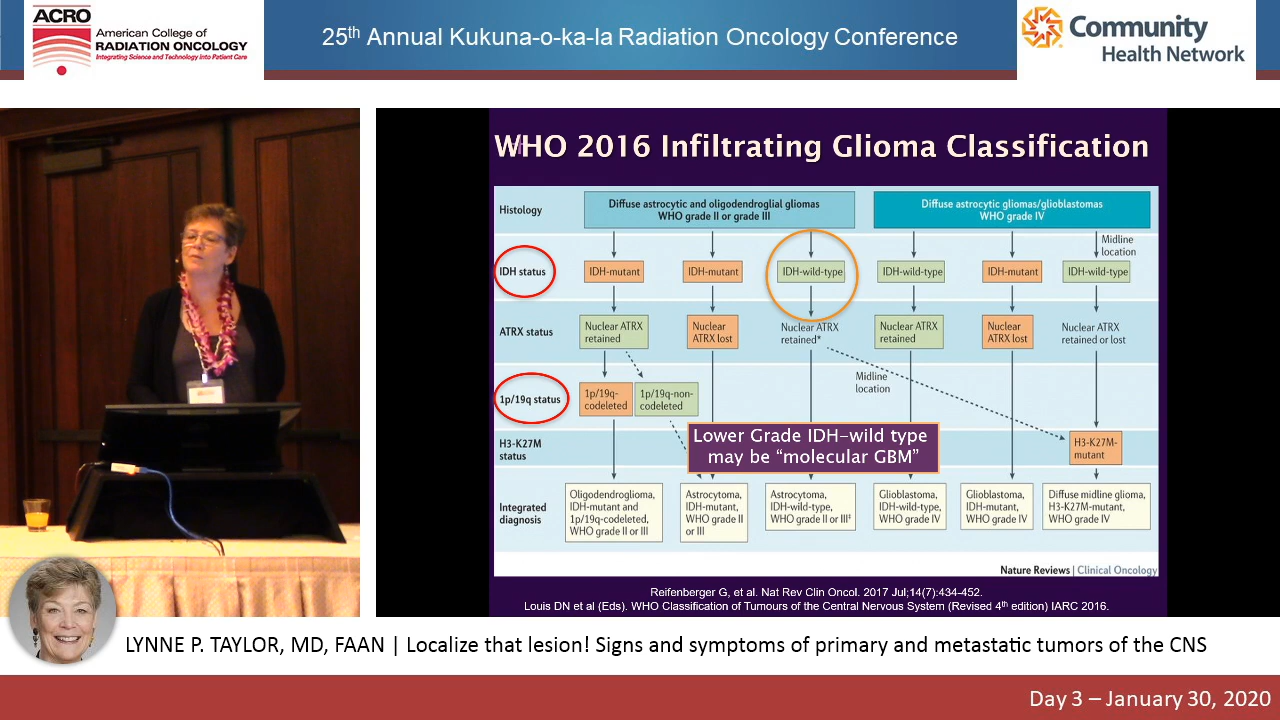 ACRO
American College of
RADIATION ONCOLOGY
Integrating Science and Technology Into Patient Care
25th Annual Kukuna-o-ka-la Radiation Oncology Conference
Community
Health Network
WHO 2016 Infiltrating Glioma Classification
Histology
Diffuse astrocytic and oligodendroglial gliomas
WHO grade II or grade III
Diffuse astrocytic gliomas/glioblastomas
WHO grade IV
Midline
location
IDH status
IDH-mutant
IDH-mutant
IDH-wild-type
IDH-wild-type
IDH-mutant
IDH-wild-type
ATRX status
Nuclear ATRX
retained
Nuclear
ATRX lost
Nuclear ATRX
retained*
Nuclear ATRX
retained
Nuclear
ATRX lost
Nuclear ATRX
retained or lost
Midline
location
1p/19q status
1p/19q-
codeleted
1p/19q-non-
codeleted
H3-K27M
status
Lower Grade IDH-wild type
may be “molecular GBM”
H3-K27M-
mutant
Integrated
diagnosis
Oligodendroglioma,
IDH-mutant and
1p/19q-codeleted,
WHO grade II or III
Astrocytoma,
IDH-mutant,
WHO grade II
or III
Astrocytoma,
IDH-wild-type,
WHO grade II or III‡
Glioblastoma,
IDH-wild-type,
WHO grade IV
Glioblastoma,
IDH-mutant,
WHO grade IV
Diffuse midline glioma,
H3-K27M-mutant,
WHO grade IV
Nature Reviews | Clinical Oncology
Reifenberger G, et al. Nat Rev Clin Oncol. 2017 Jul;14(7):434-452.
Louis DN et al (Eds). WHO Classification of Tumours of the Central Nervous System (Revised 4th edition) IARC 2016.
LYNNE P. TAYLOR, MD, FAAN | Localize that lesion! Signs and symptoms of primary and metastatic tumors of the CNS
Day 3 – January 30, 2020